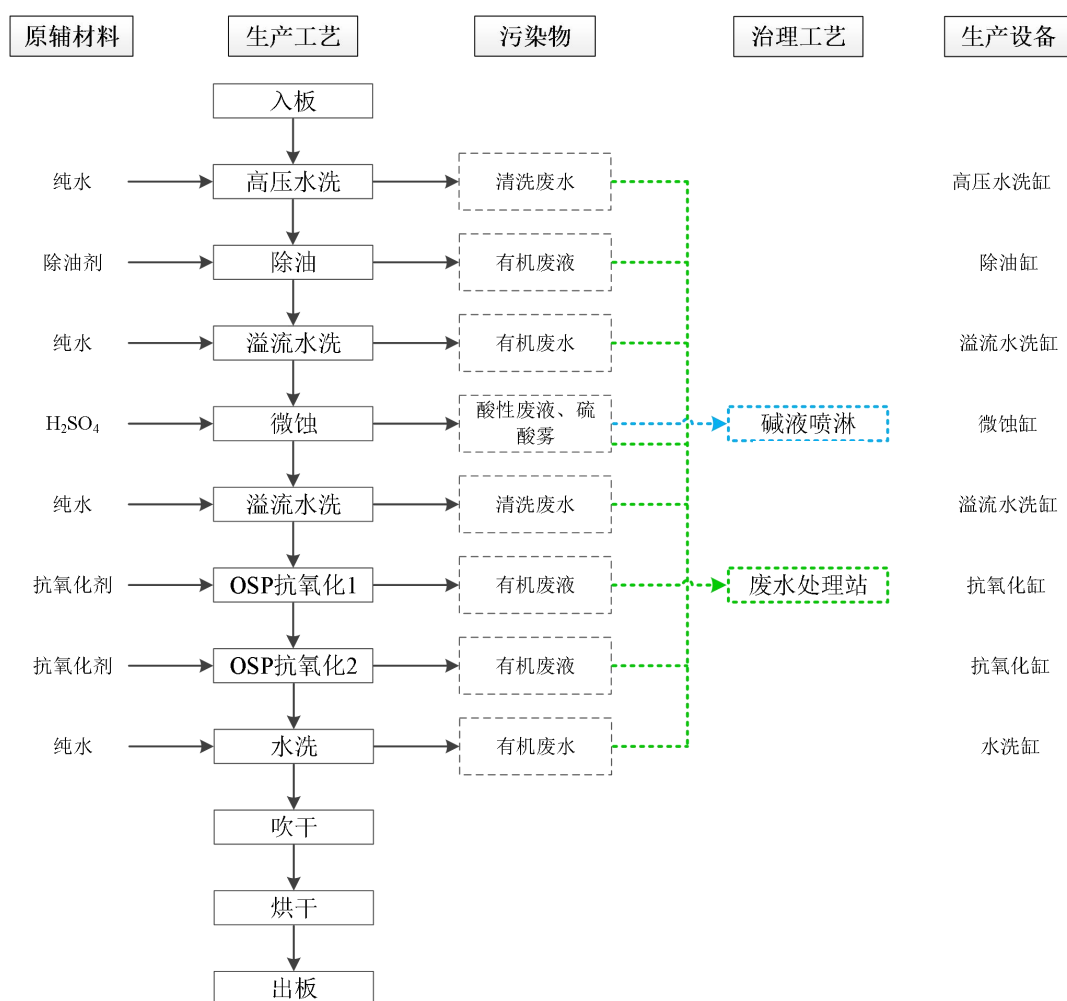 原辅材料 生产工艺 污染物 治理工艺 生产设备
入板
纯水 高压水洗 清洗废水 高压水洗缸
除油剂 除油 有机废液 除油缸
纯水 溢流水洗 有机废水 溢流水洗缸
H₂SO₄ 微蚀 酸性废液、硫 碱液喷淋 微蚀缸
酸雾
纯水 溢流水洗 清洗废水 溢流水洗缸
抗氧化剂 OSP抗氧化1 有机废液 废水处理站 抗氧化缸
抗氧化剂 OSP抗氧化2 有机废液 抗氧化缸
纯水 水洗 有机废水 水洗缸
吹干
烘干
出板